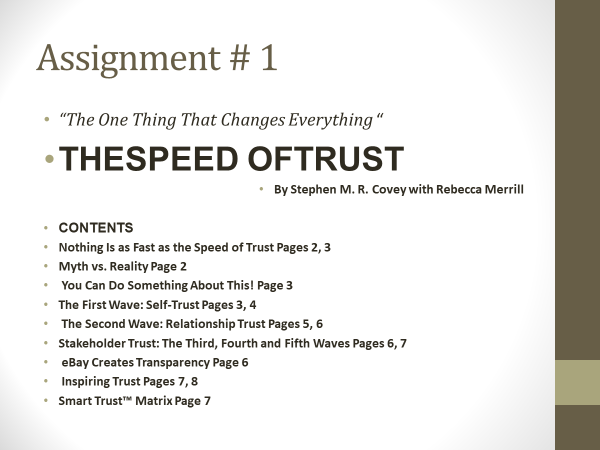 Assignment # 1
“The One Thing That Changes Everything “
THESPEED OFTRUST
By Stephen M. R. Covey with Rebecca Merrill
CONTENTS
Nothing Is as Fast as the Speed of Trust Pages 2, 3
Myth vs. Reality Page 2
You Can Do Something About This! Page 3
The First Wave: Self-Trust Pages 3, 4
The Second Wave: Relationship Trust Pages 5, 6
Stakeholder Trust: The Third, Fourth and Fifth Waves Pages 6, 7
eBay Creates Transparency Page 6
Inspiring Trust Pages 7, 8
Smart Trust™ Matrix Page 7